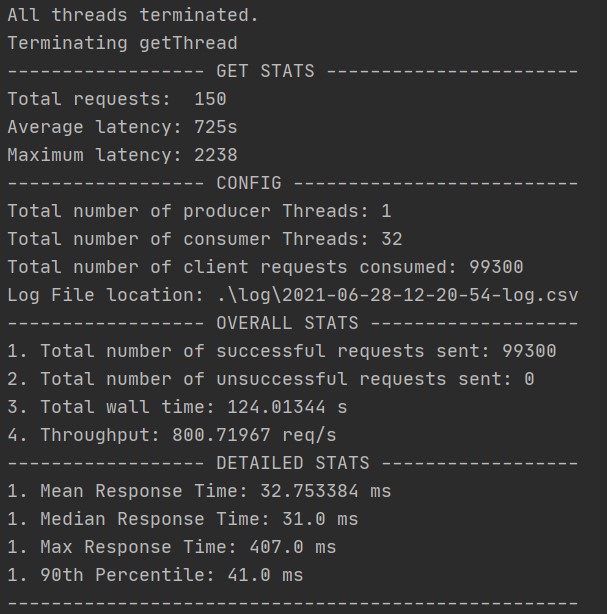 All threads terminated.
Terminating getThread
------------------ GET STATS -----------------------
Total requests:  150
Average latency: 725s
Maximum latency: 2238
------------------ CONFIG --------------------------
Total number of producer Threads: 1
Total number of consumer Threads: 32
Total number of client requests consumed: 99300
Log File location: .\log\2021-06-28-12-20-54-log.csv
------------------ OVERALL STATS -------------------
1. Total number of successful requests sent: 99300
2. Total number of unsuccessful requests sent: 0
3. Total wall time: 124.01344 s
4. Throughput: 800.71967 req/s
------------------ DETAILED STATS ------------------
1. Mean Response Time: 32.753384 ms
1. Median Response Time: 31.0 ms
1. Max Response Time: 407.0 ms
1. 90th Percentile: 41.0 ms
----------------------------------------------------